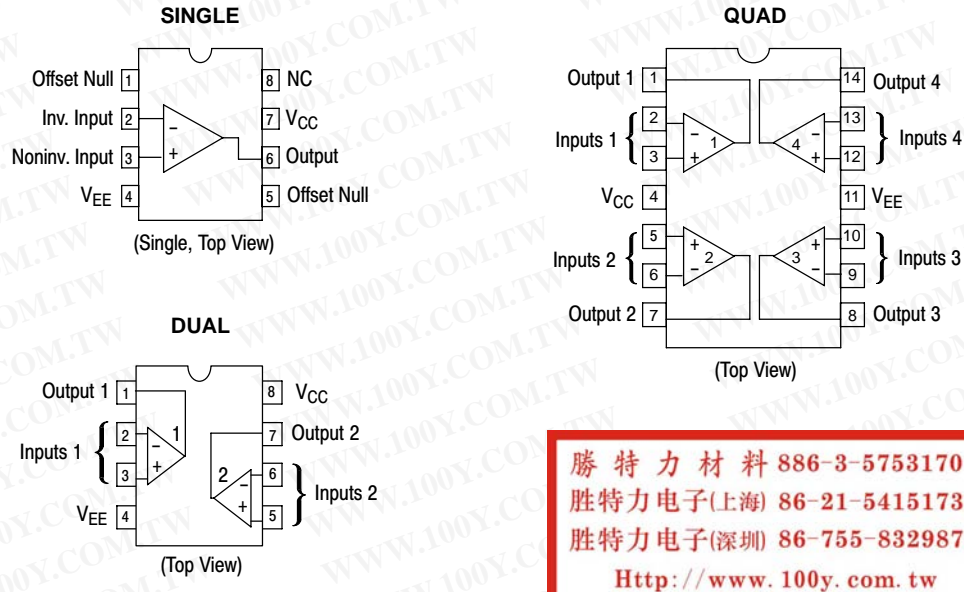 SINGLE
Offset Null 1
Inv. Input 2
Noninv. Input 3
VEE 4
8 NC
7 VCC
6 Output
5 Offset Null
-
+
(Single, Top View)
DUAL
Output 1 1
Inputs 1 { 2
3
VEE 4
8 VCC
7 Output 2
6 } Inputs 2
5
1
-
+
2
-
+
(Top View)
QUAD
Output 1 1
Inputs 1 { 2
3
VCC 4
Inputs 2 { 5
6
Output 2 7
14 Output 4
13 } Inputs 4
12
11 VEE
10 } Inputs 3
9
8 Output 3
- 1 +
- 4 +
+ 2 -
+ 3 -
(Top View)
勝 特 力 材 料 886-3-5753170
胜特力电子(上海) 86-21-5415173
胜特力电子(深圳) 86-755-832987
Http://www.100y.com.tw
WWW.100Y.COM.TW